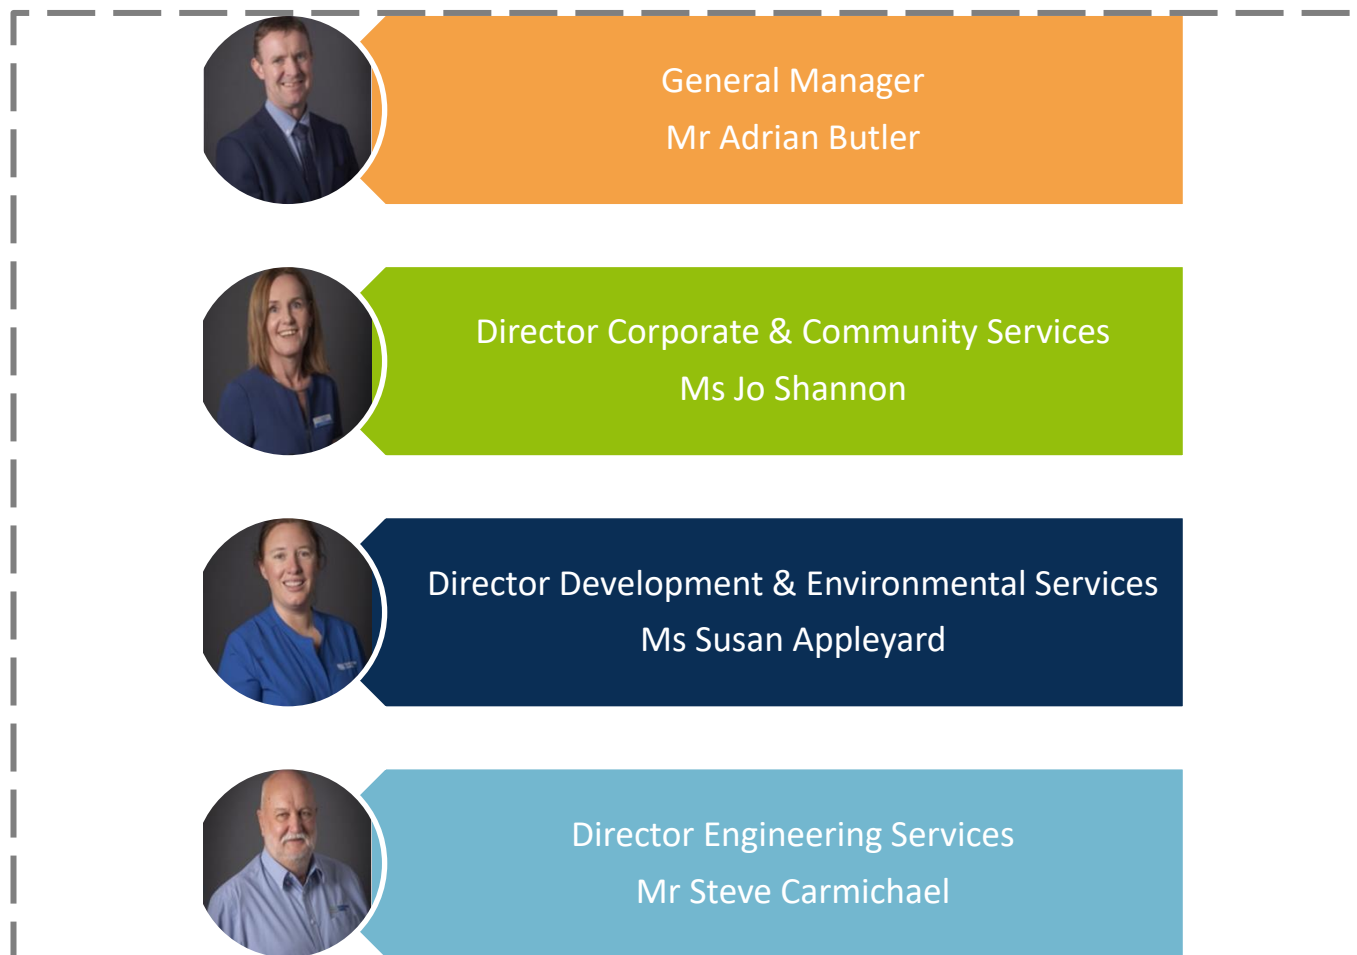 General Manager
Mr Adrian Butler
Director Corporate & Community Services
Ms Jo Shannon
Director Development & Environmental Services
Ms Susan Appleyard
Director Engineering Services
Mr Steve Carmichael